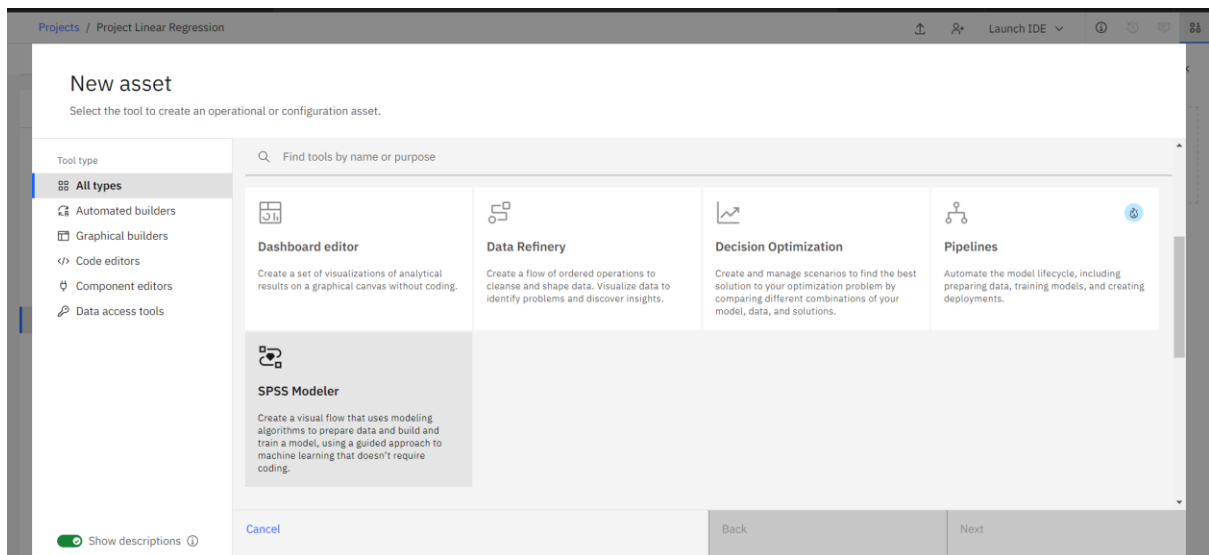 Projects / Project Linear Regression
Launch IDE
New asset
Select the tool to create an operational or configuration asset.
Tool type
All types
Automated builders
Graphical builders
Code editors
Component editors
Data access tools
Show descriptions
Find tools by name or purpose
Dashboard editor
Create a set of visualizations of analytical
results on a graphical canvas without coding.
Data Refinery
Create a flow of ordered operations to
cleanse and shape data. Visualize data to
identify problems and discover insights.
Decision Optimization
Create and manage scenarios to find the best
solution to your optimization problem by
comparing different combinations of your
model, data, and solutions.
Pipelines
Automate the model lifecycle, including
preparing data, training models, and creating
deployments.
SPSS Modeler
Create a visual flow that uses modeling
algorithms to prepare data and build and
train a model, using a guided approach to
machine learning that doesn't require
coding.
Cancel
Back
Next